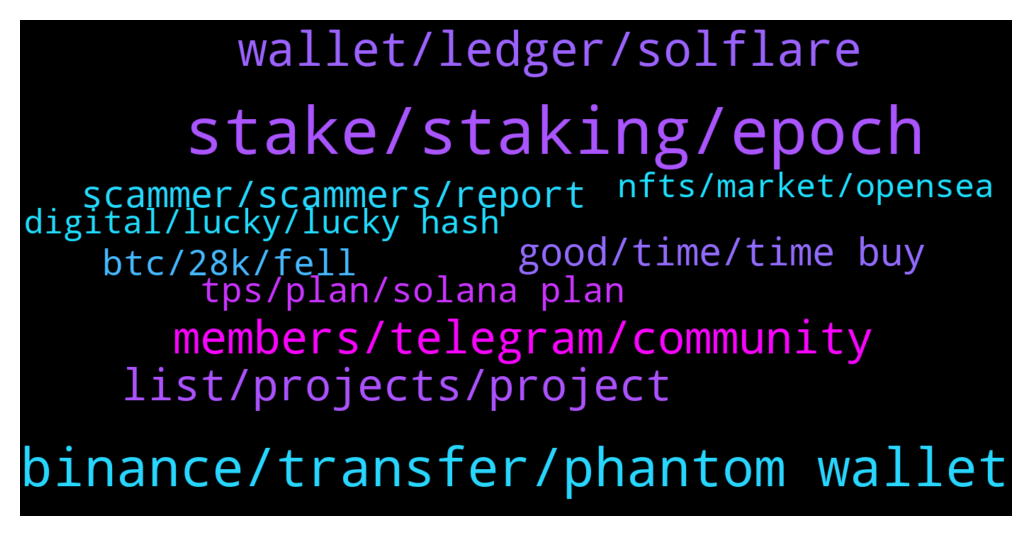 wallet/ledger/solflare
stake/staking/epoch
nfts/market/opensea
scammer/scammers/report
digital/lucky/lucky hash
good/time/time buy
btc/28k/fell
tps/plan/solana plan
members/telegram/community
list/projects/project
binance/transfer/phantom wallet